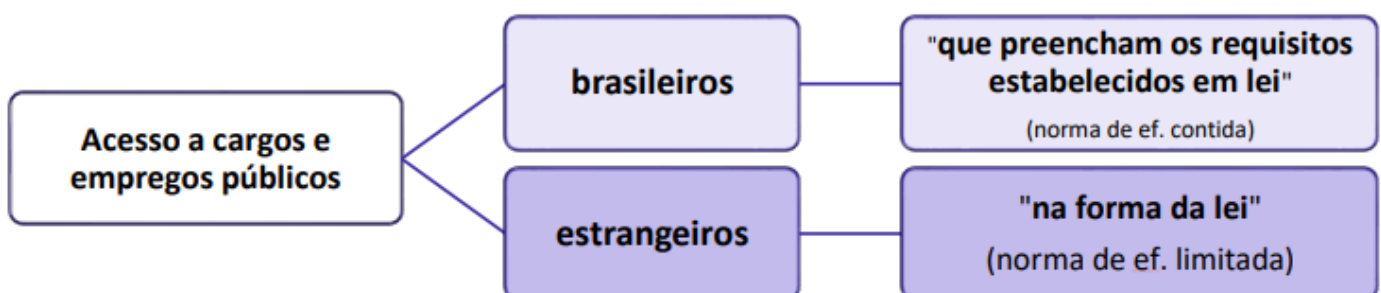 Acesso a cargos e
empregos públicos
brasileiros
"que preencham os requisitos
estabelecidos em lei"
(norma de ef. contida)
estrangeiros
"na forma da lei"
(norma de ef. limitada)